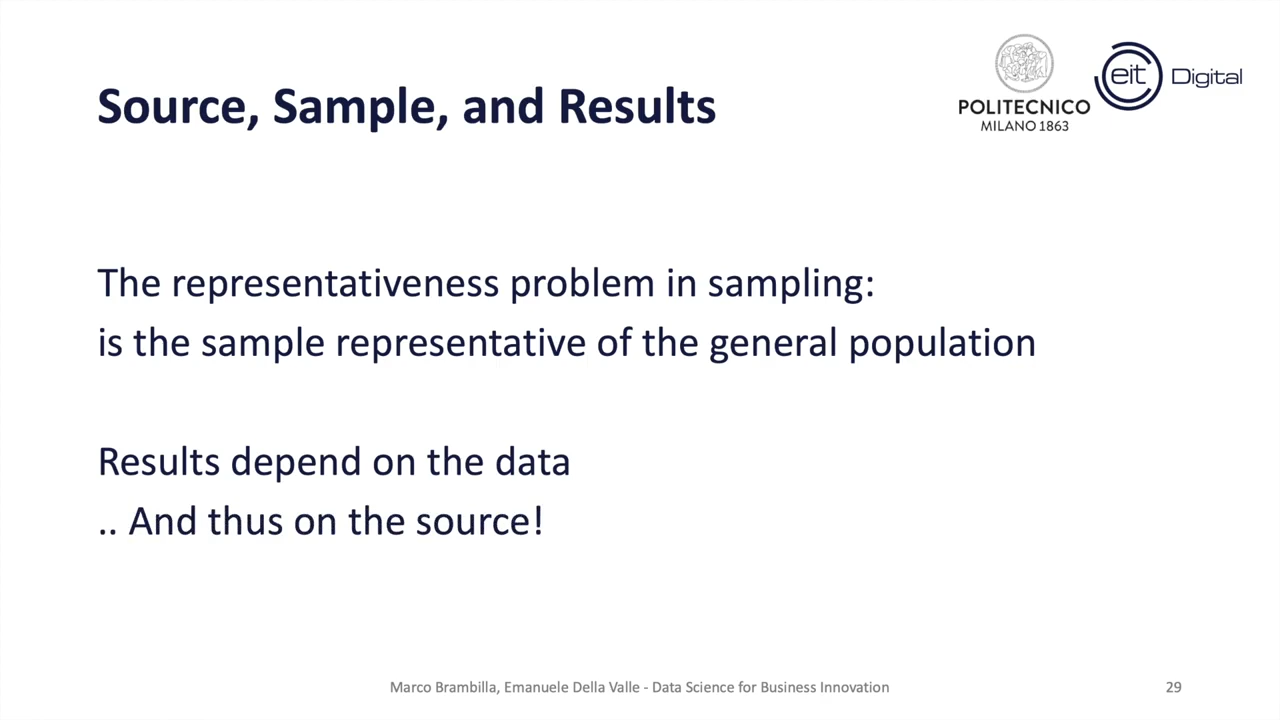 Source, Sample, and Results
POLITECNICO
MILANO 1863
eit Digital
The representativeness problem in sampling:
is the sample representative of the general population
Results depend on the data
.. And thus on the source!
Marco Brambilla, Emanuele Della Valle - Data Science for Business Innovation
29